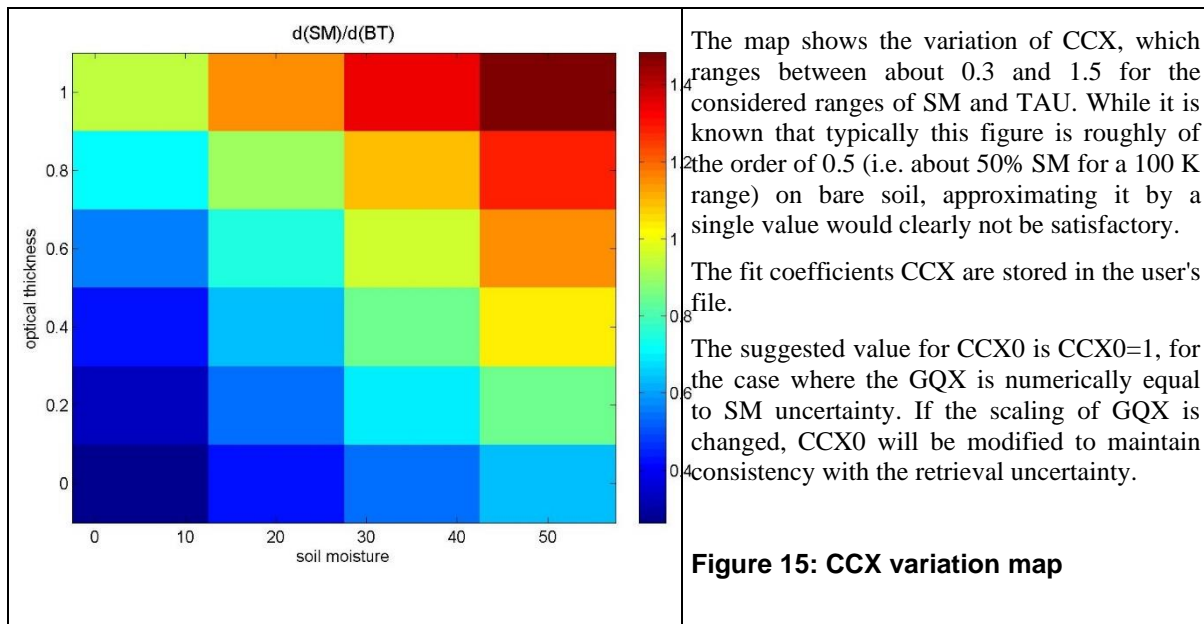 d(SM)/d(BT)
1
0.8
0.6
0.4
0.2
0
optical thickness
0 10 20 30 40 50
soil moisture
1.4
1.2
1
0.8
0.6
0.4
The map shows the variation of CCX, which
ranges between about 0.3 and 1.5 for the
considered ranges of SM and TAU. While it is
known that typically this figure is roughly of
the order of 0.5 (i.e. about 50% SM for a 100 K
range) on bare soil, approximating it by a
single value would clearly not be satisfactory.
The fit coefficients CCX are stored in the user's
file.
The suggested value for CCX0 is CCX0=1, for
the case where the GQX is numerically equal
to SM uncertainty. If the scaling of GQX is
changed, CCX0 will be modified to maintain
consistency with the retrieval uncertainty.
Figure 15: CCX variation map